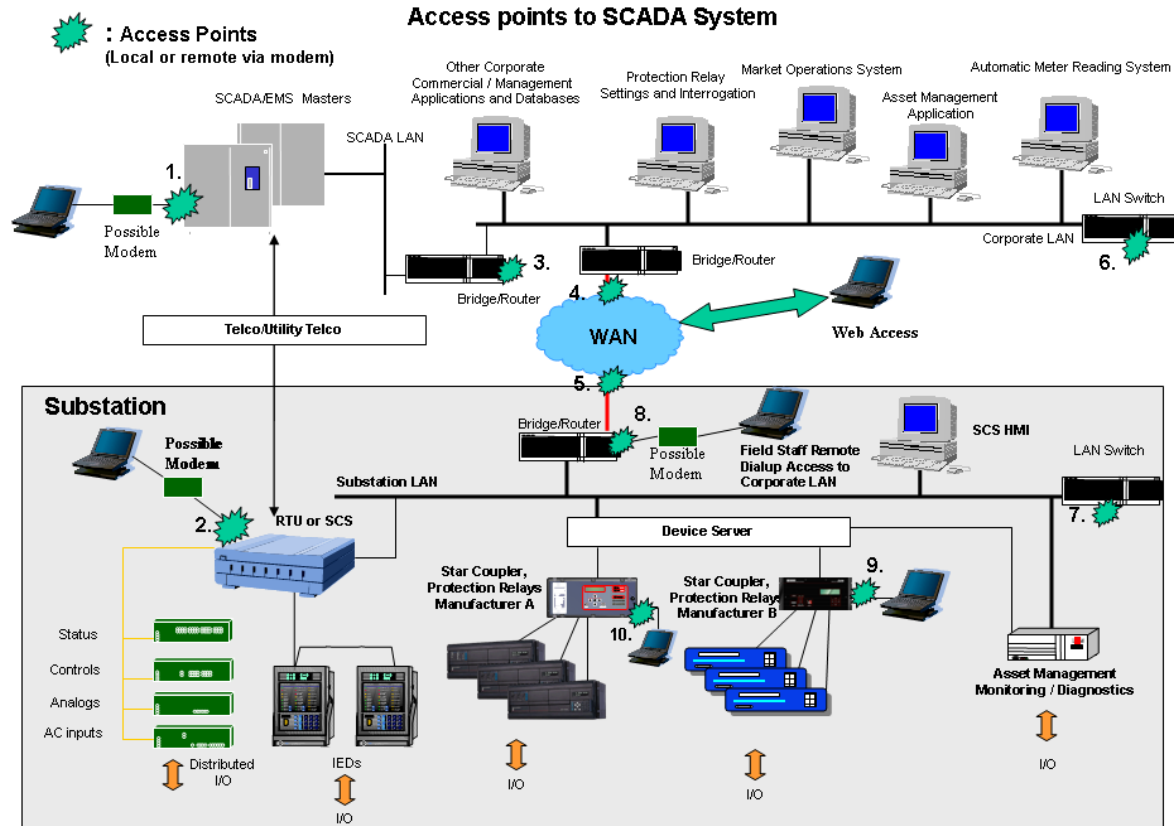 Access points to SCADA System
: Access Points
(Local or remote via modem)
SCADA/EMS Masters
SCADA LAN
Other Corporate
Commercial / Management
Applications and Databases
Protection Relay
Settings and Interrogation
Market Operations System
Asset Management
Application
Automatic Meter Reading System
LAN Switch
1.
Possible
Modem
Corporate LAN
6.
3.
Bridge/Router
Bridge/Router
4.
Telco/Utility Telco
WAN
Web Access
5.
Substation
Possible
Modem
Bridge/Router
8.
Possible
Modem
Field Staff Remote
Dialup Access to
Corporate LAN
SCS HMI
LAN Switch
Substation LAN
2.
RTU or SCS
7.
Device Server
Star Coupler,
Protection Relays
Manufacturer A
Star Coupler,
Protection Relays
Manufacturer B
9.
10.
Status
Controls
Analogs
AC inputs
Asset Management
Monitoring / Diagnostics
Distributed
I/O
IEDs
I/O
I/O
I/O
I/O